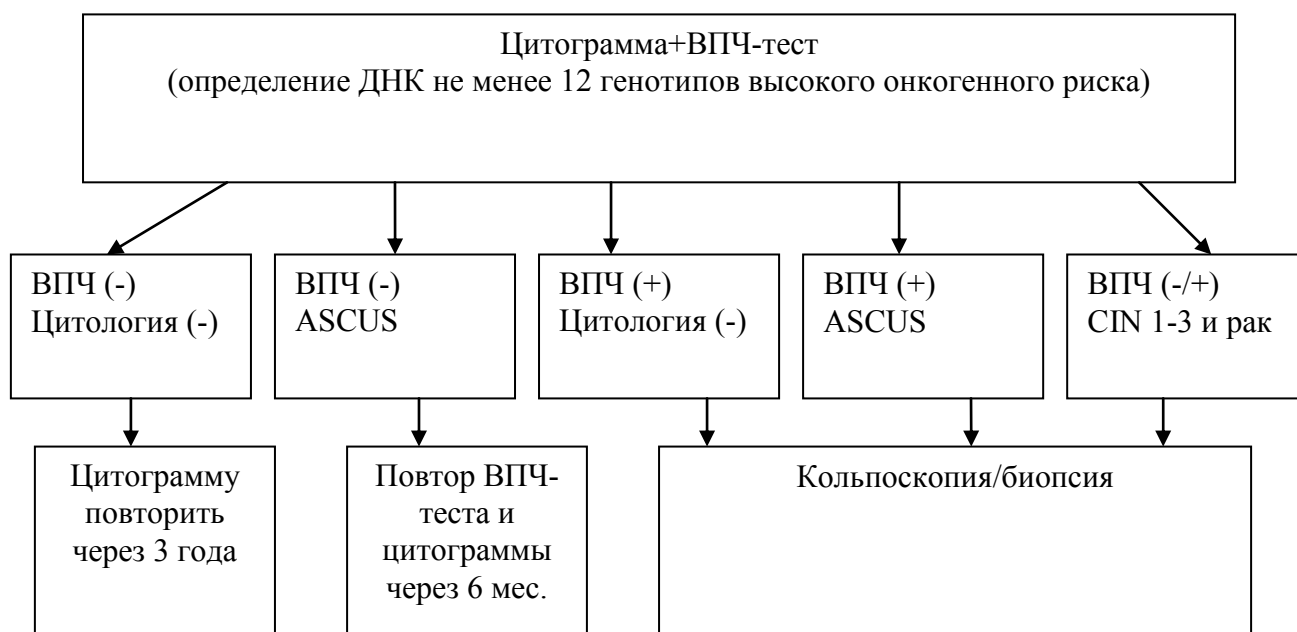 Цитограмма+ВПЧ-тест
(определение ДНК не менее 12 генотипов высокого онкогенного риска)
ВПЧ (-)
Цитология (-)
ВПЧ (-)
ASCUS
ВПЧ (+)
Цитология (-)
ВПЧ (+)
ASCUS
ВПЧ (-/+)
CIN 1-3 и рак
Цитограмму
повторить
через 3 года
Повтор ВПЧ-
теста и
цитограммы
через 6 мес.
Кольпоскопия/биопсия